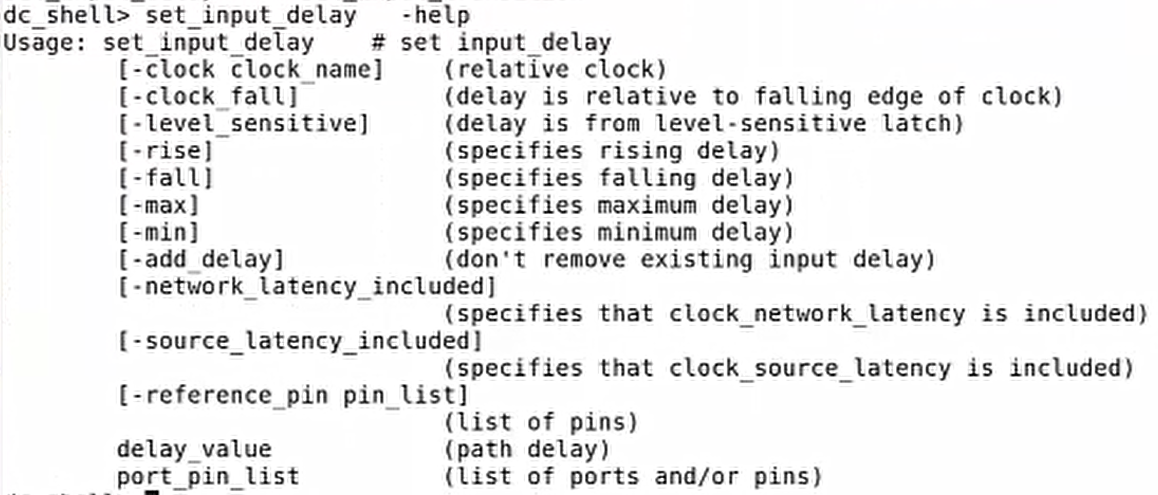 dc_shell> set_input_delay   -help
Usage: set_input_delay    # set input_delay
        [-clock clock_name]    (relative clock)
        [-clock_fall]          (delay is relative to falling edge of clock)
        [-level_sensitive]     (delay is from level-sensitive latch)
        [-rise]                (specifies rising delay)
        [-fall]                (specifies falling delay)
        [-max]                 (specifies maximum delay)
        [-min]                 (specifies minimum delay)
        [-add_delay]           (don't remove existing input delay)
        [-network_latency_included]
                               (specifies that clock_network_latency is included)
        [-source_latency_included]
                               (specifies that clock_source_latency is included)
        [-reference_pin pin_list]
                               (list of pins)
        delay_value            (path delay)
        port_pin_list          (list of ports and/or pins)